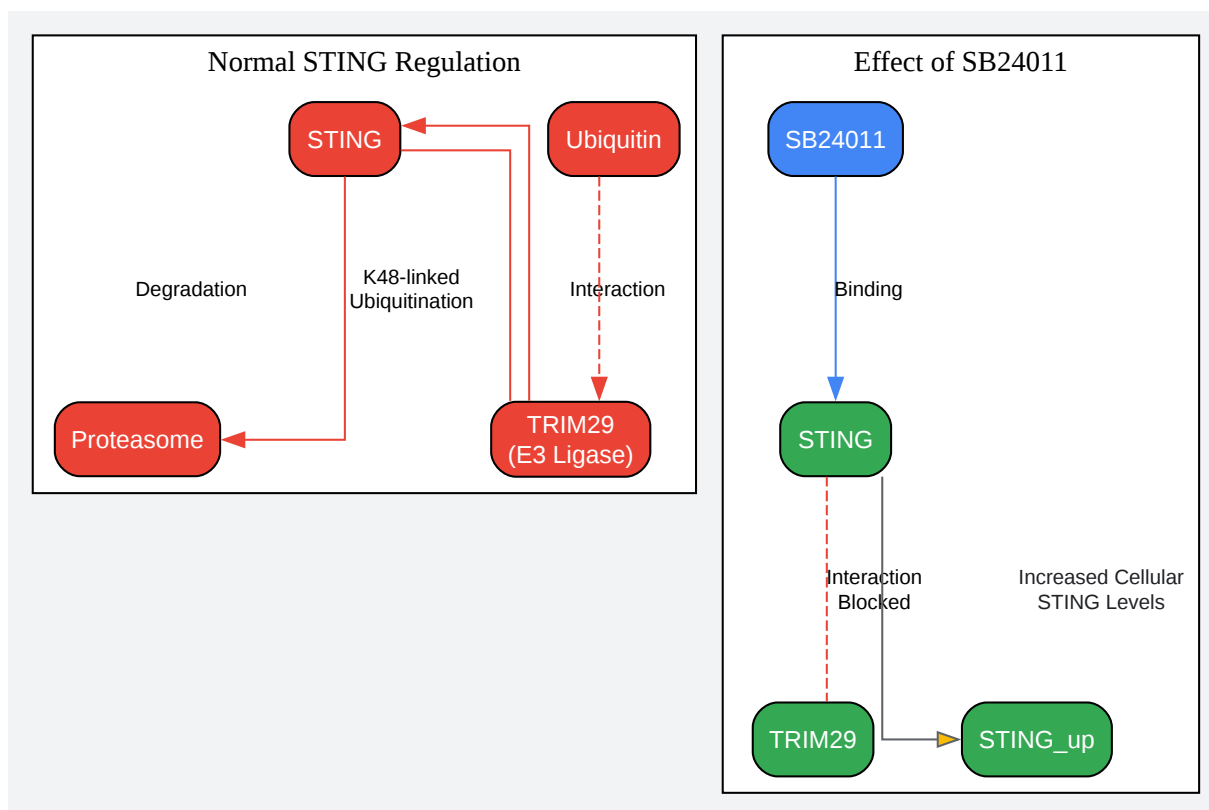 Normal STING Regulation
STING
Ubiquitin
Degradation
K48-linked
Ubiquitination
Interaction
Proteasome
TRIM29
(E3 Ligase)
Effect of SB24011
SB24011
Binding
STING
Interaction
Blocked
Increased Cellular
STING Levels
TRIM29
STING_up